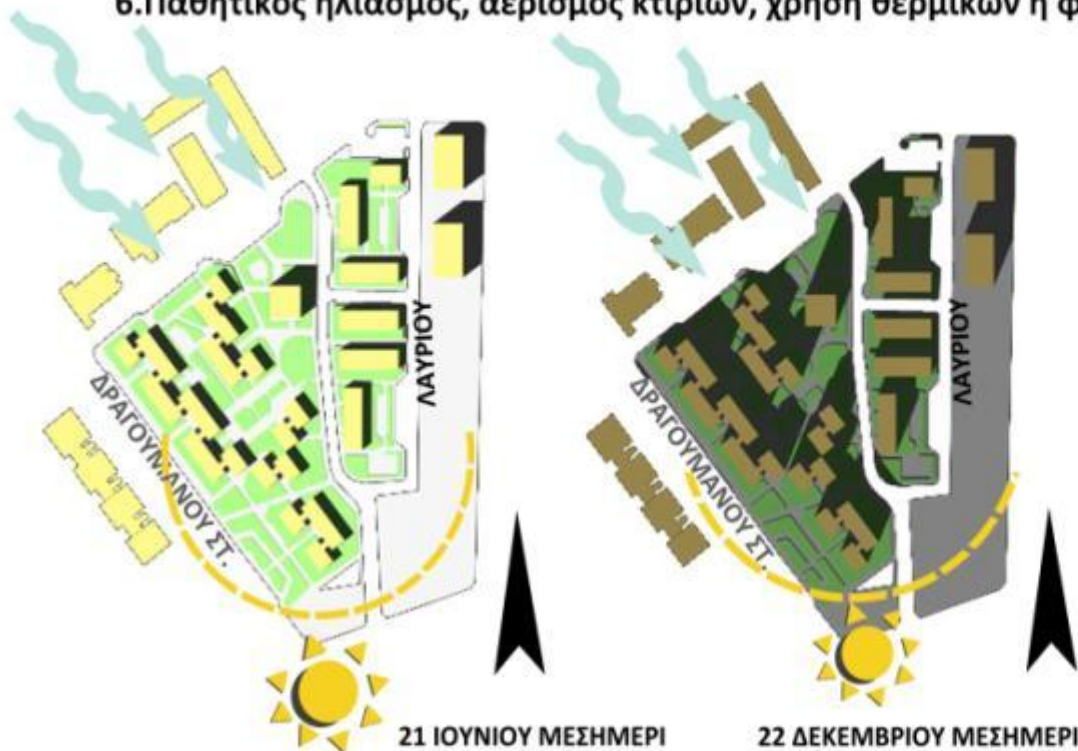 6.Παθητικός ηλιασμός, αερισμός κτιρίων, χρήση θερμικών ή φ
ΛΑΥΡΙΟΥ
ΔΡΑΓΟΥΜΑΝΟΥ ΣΤ.
ΛΑΥΡΙΟΥ
ΔΡΑΓΟΥΜΑΝΟΥ ΣΤ.
21 ΙΟΥΝΙΟΥ ΜΕΣΗΜΕΡΙ
22 ΔΕΚΕΜΒΡΙΟΥ ΜΕΣΗΜΕΡΙ